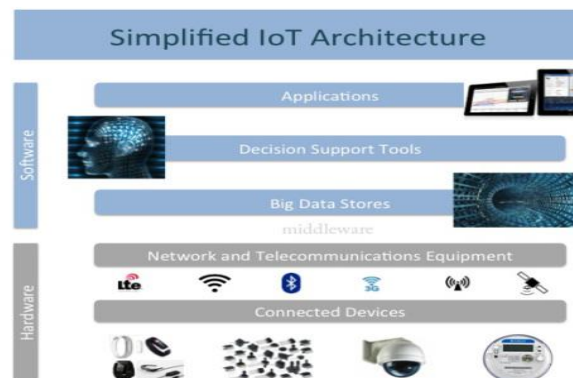 Simplified IoT Architecture
Software
Applications
Decision Support Tools
Big Data Stores
middleware
Hardware
Network and Telecommunications Equipment
LTE
3G
Connected Devices